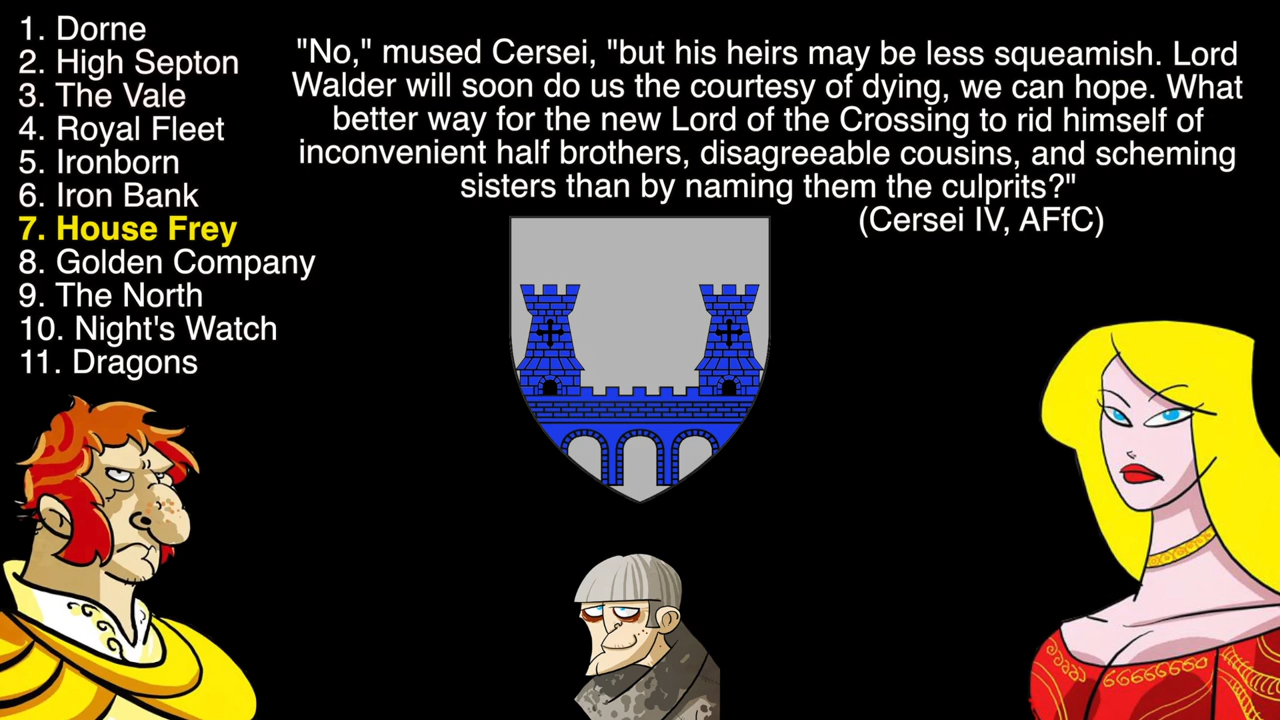 1. Dorne
2. High Septon
3. The Vale
4. Royal Fleet
5. Ironborn
6. Iron Bank
7. House Frey
8. Golden Company
9. The North
10. Night's Watch
11. Dragons
"No," mused Cersei, "but his heirs may be less squeamish. Lord
Walder will soon do us the courtesy of dying, we can hope. What
better way for the new Lord of the Crossing to rid himself of
inconvenient half brothers, disagreeable cousins, and scheming
sisters than by naming them the culprits?"
(Cersei IV, AFfC)